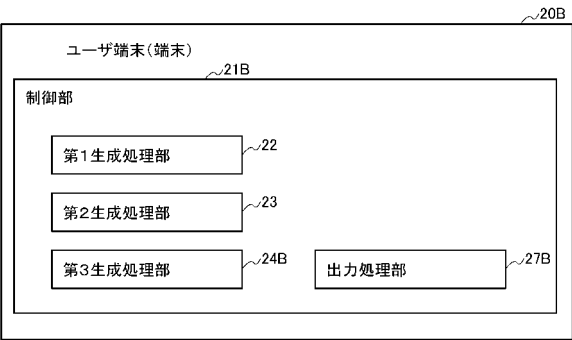 20B
ユーザ端末(端末)
21B
制御部
第1生成処理部
22
第2生成処理部
23
第3生成処理部
24B
出力処理部
27B